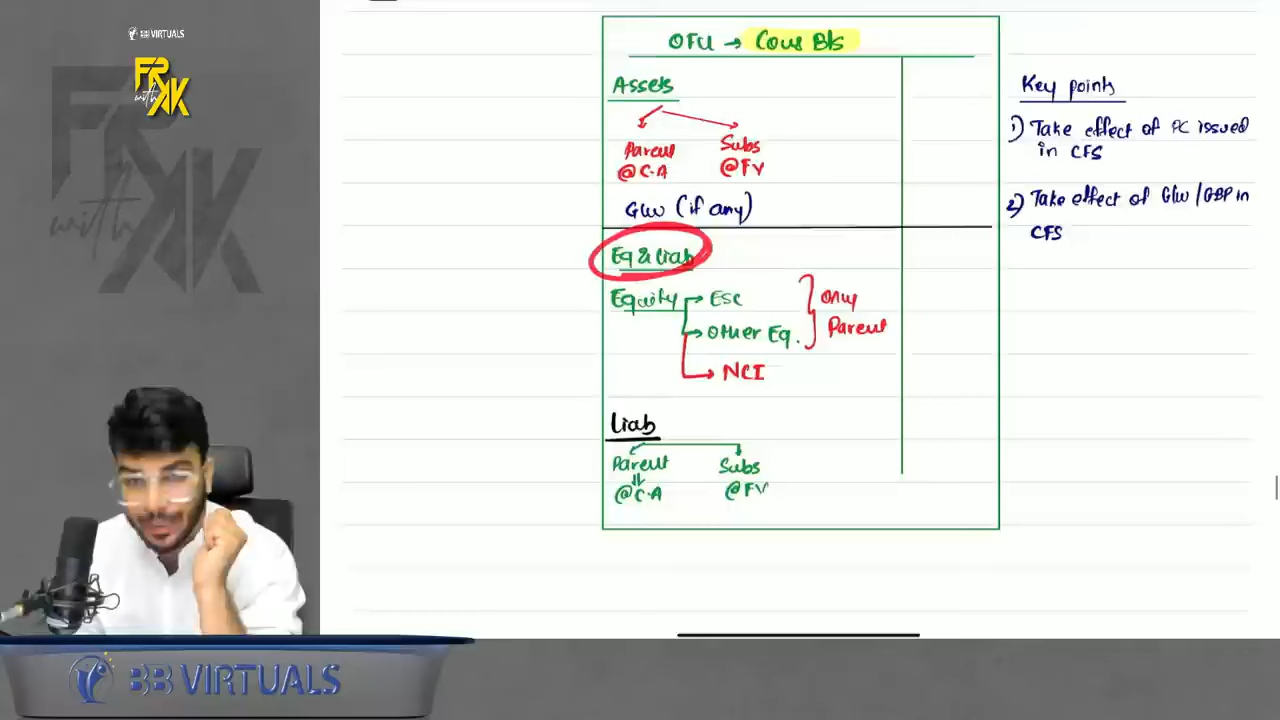 BB VIRTUALS
FR
with
AK
OFU → Cons B/s
Assets
Parent
@C.A
Subs
@FV
GW (if any)
Eq & Liab
Equity → ESC
→ Other Eq.
→ NCI
Only
Parent
Liab
Parent
@C.A
Subs
@FV
Key points
1) Take effect of PC issued
in CFS
2) Take effect of GW/GBP in
CFS
BB VIRTUALS